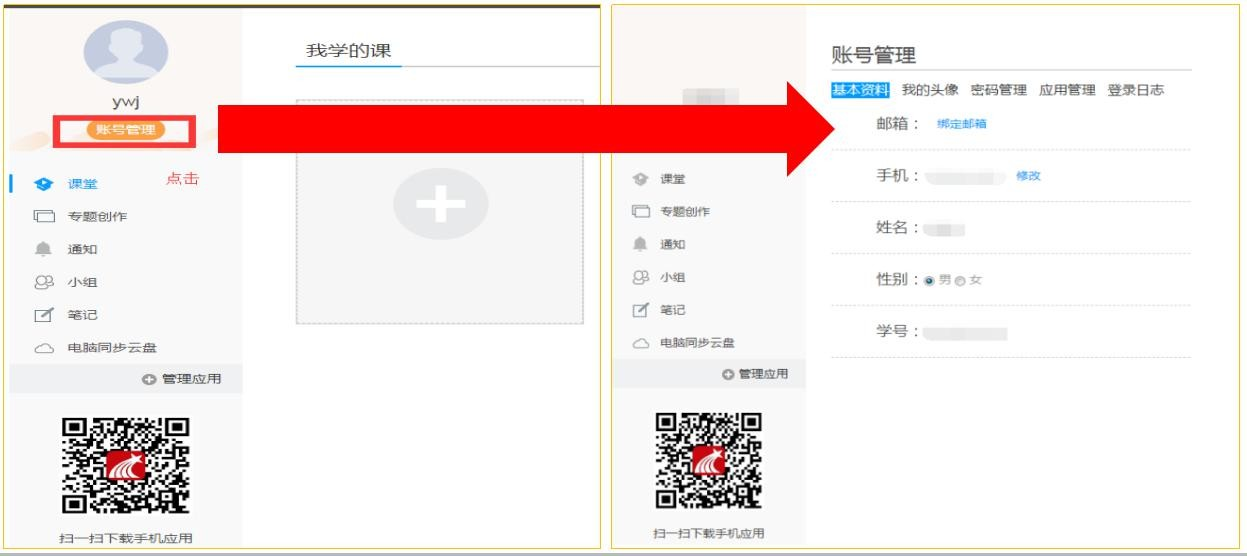 我学的课
ywj
账号管理
课堂
点击
专题创作
通知
小组
笔记
电脑同步云盘
管理应用
扫一扫下载手机应用
账号管理
基本资料 我的头像 密码管理 应用管理 登录日志
邮箱： 绑定邮箱
手机： 修改
姓名：
性别： 男 女
学号：
课堂
专题创作
通知
小组
笔记
电脑同步云盘
管理应用
扫一扫下载手机应用